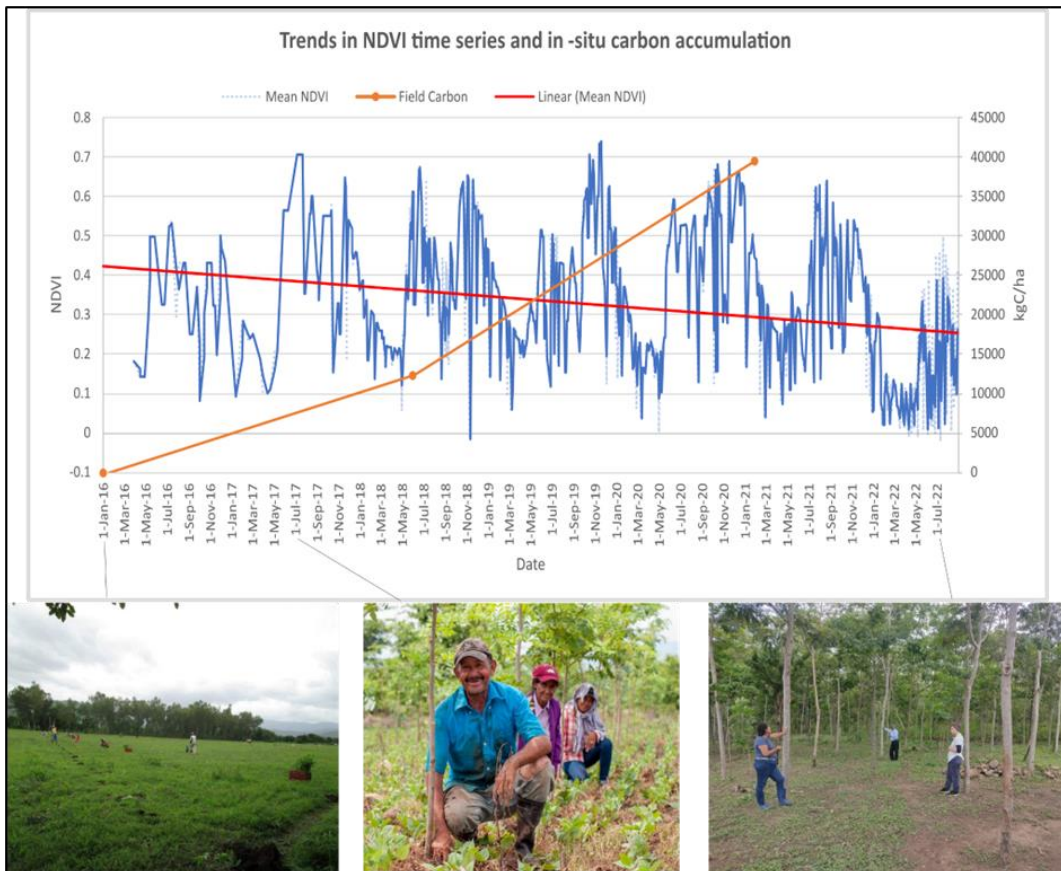 Trends in NDVI time series and in -situ carbon accumulation
Mean NDVI
Field Carbon
Linear (Mean NDVI)
0.8
0.7
0.6
0.5
0.4
0.3
0.2
0.1
0
-0.1
NDVI
45000
40000
35000
30000
25000
20000
15000
10000
5000
0
kgC/ha
1-Jan-16
1-Mar-16
1-May-16
1-Jul-16
1-Sep-16
1-Nov-16
1-Jan-17
1-Mar-17
1-May-17
1-Jul-17
1-Sep-17
1-Nov-17
1-Jan-18
1-Mar-18
1-May-18
1-Jul-18
1-Sep-18
1-Nov-18
1-Jan-19
1-Mar-19
1-May-19
1-Jul-19
1-Sep-19
1-Nov-19
1-Jan-20
1-Mar-20
1-May-20
1-Jul-20
1-Sep-20
1-Nov-20
1-Jan-21
1-Mar-21
1-May-21
1-Jul-21
1-Sep-21
1-Nov-21
1-Jan-22
1-Mar-22
1-May-22
1-Jul-22
Date